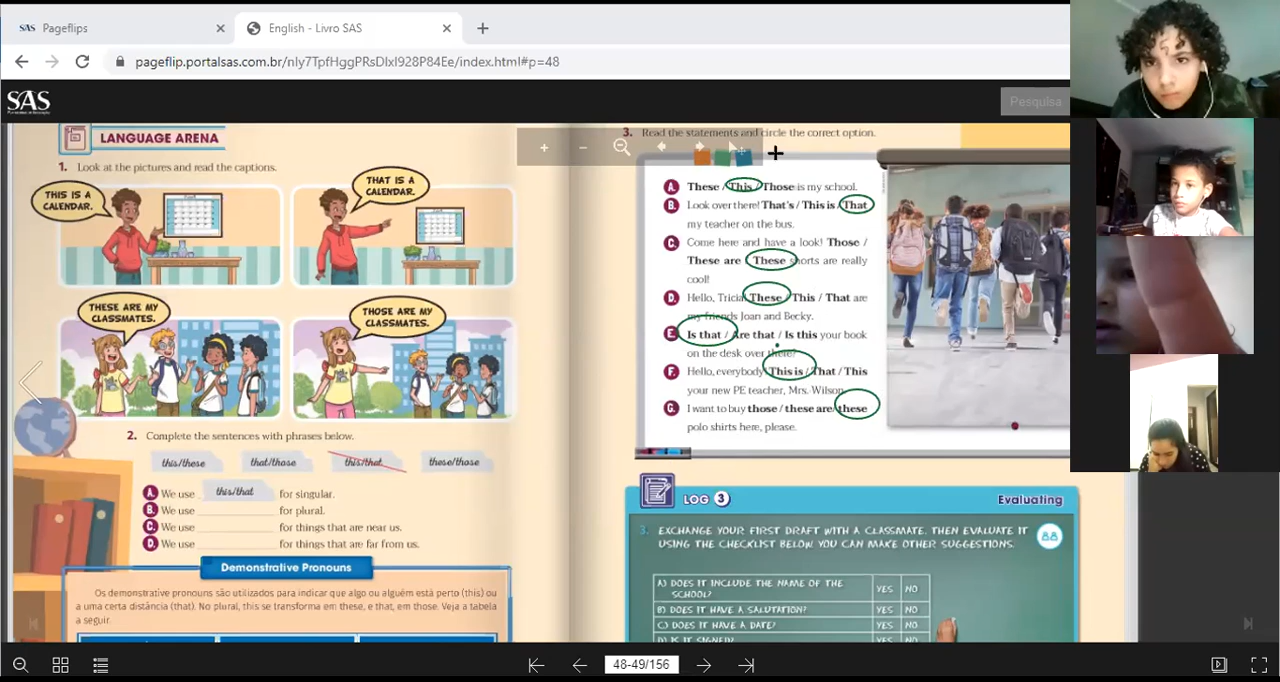 SAS Pageflips
English - Livro SAS
pageflip.portalsas.com.br/nIy7TpfHggPRsDlxI928P84Ee/index.html#p=48
SAS
Pesquisa
LANGUAGE ARENA
1. Look at the pictures and read the captions.
THIS IS A
CALENDAR.
THAT IS A
CALENDAR.
THESE ARE MY
CLASSMATES.
THOSE ARE MY
CLASSMATES.
2. Complete the sentences with phrases below.
this/these that/those this/that these/those
A. We use this/that for singular.
B. We use ____________ for plural.
C. We use ____________ for things that are near us.
D. We use ____________ for things that are far from us.
Demonstrative Pronouns
Os demonstrative pronouns são utilizados para indicar que algo ou alguém está perto (this) ou
a uma certa distância (that). No plural, this se transforma em these, e that, em those. Veja a tabela
a seguir.
3. Read the statements and circle the correct option.
A. These / This / Those is my school.
B. Look over there! That's / This is / That
my teacher on the bus.
C. Come here and have a look! Those /
These are / These shorts are really
cool!
D. Hello, Tricia! These / This / That are
my friends Joan and Becky.
E. Is that / Are that / Is this your book
on the desk over there?
F. Hello, everybody! This is / That / This
your new PE teacher, Mrs. Wilson.
G. I want to buy those / these are / these
polo shirts here, please.
LOG 3 Evaluating
3. EXCHANGE YOUR FIRST DRAFT WITH A CLASSMATE. THEN EVALUATE IT
USING THE CHECKLIST BELOW. YOU CAN MAKE OTHER SUGGESTIONS.
88
A) DOES IT INCLUDE THE NAME OF THE
SCHOOL? YES NO
B) DOES IT HAVE A SALUTATION? YES NO
C) DOES IT HAVE A DATE? YES NO
D) IS IT SIGNED? YES NO
48-49/156